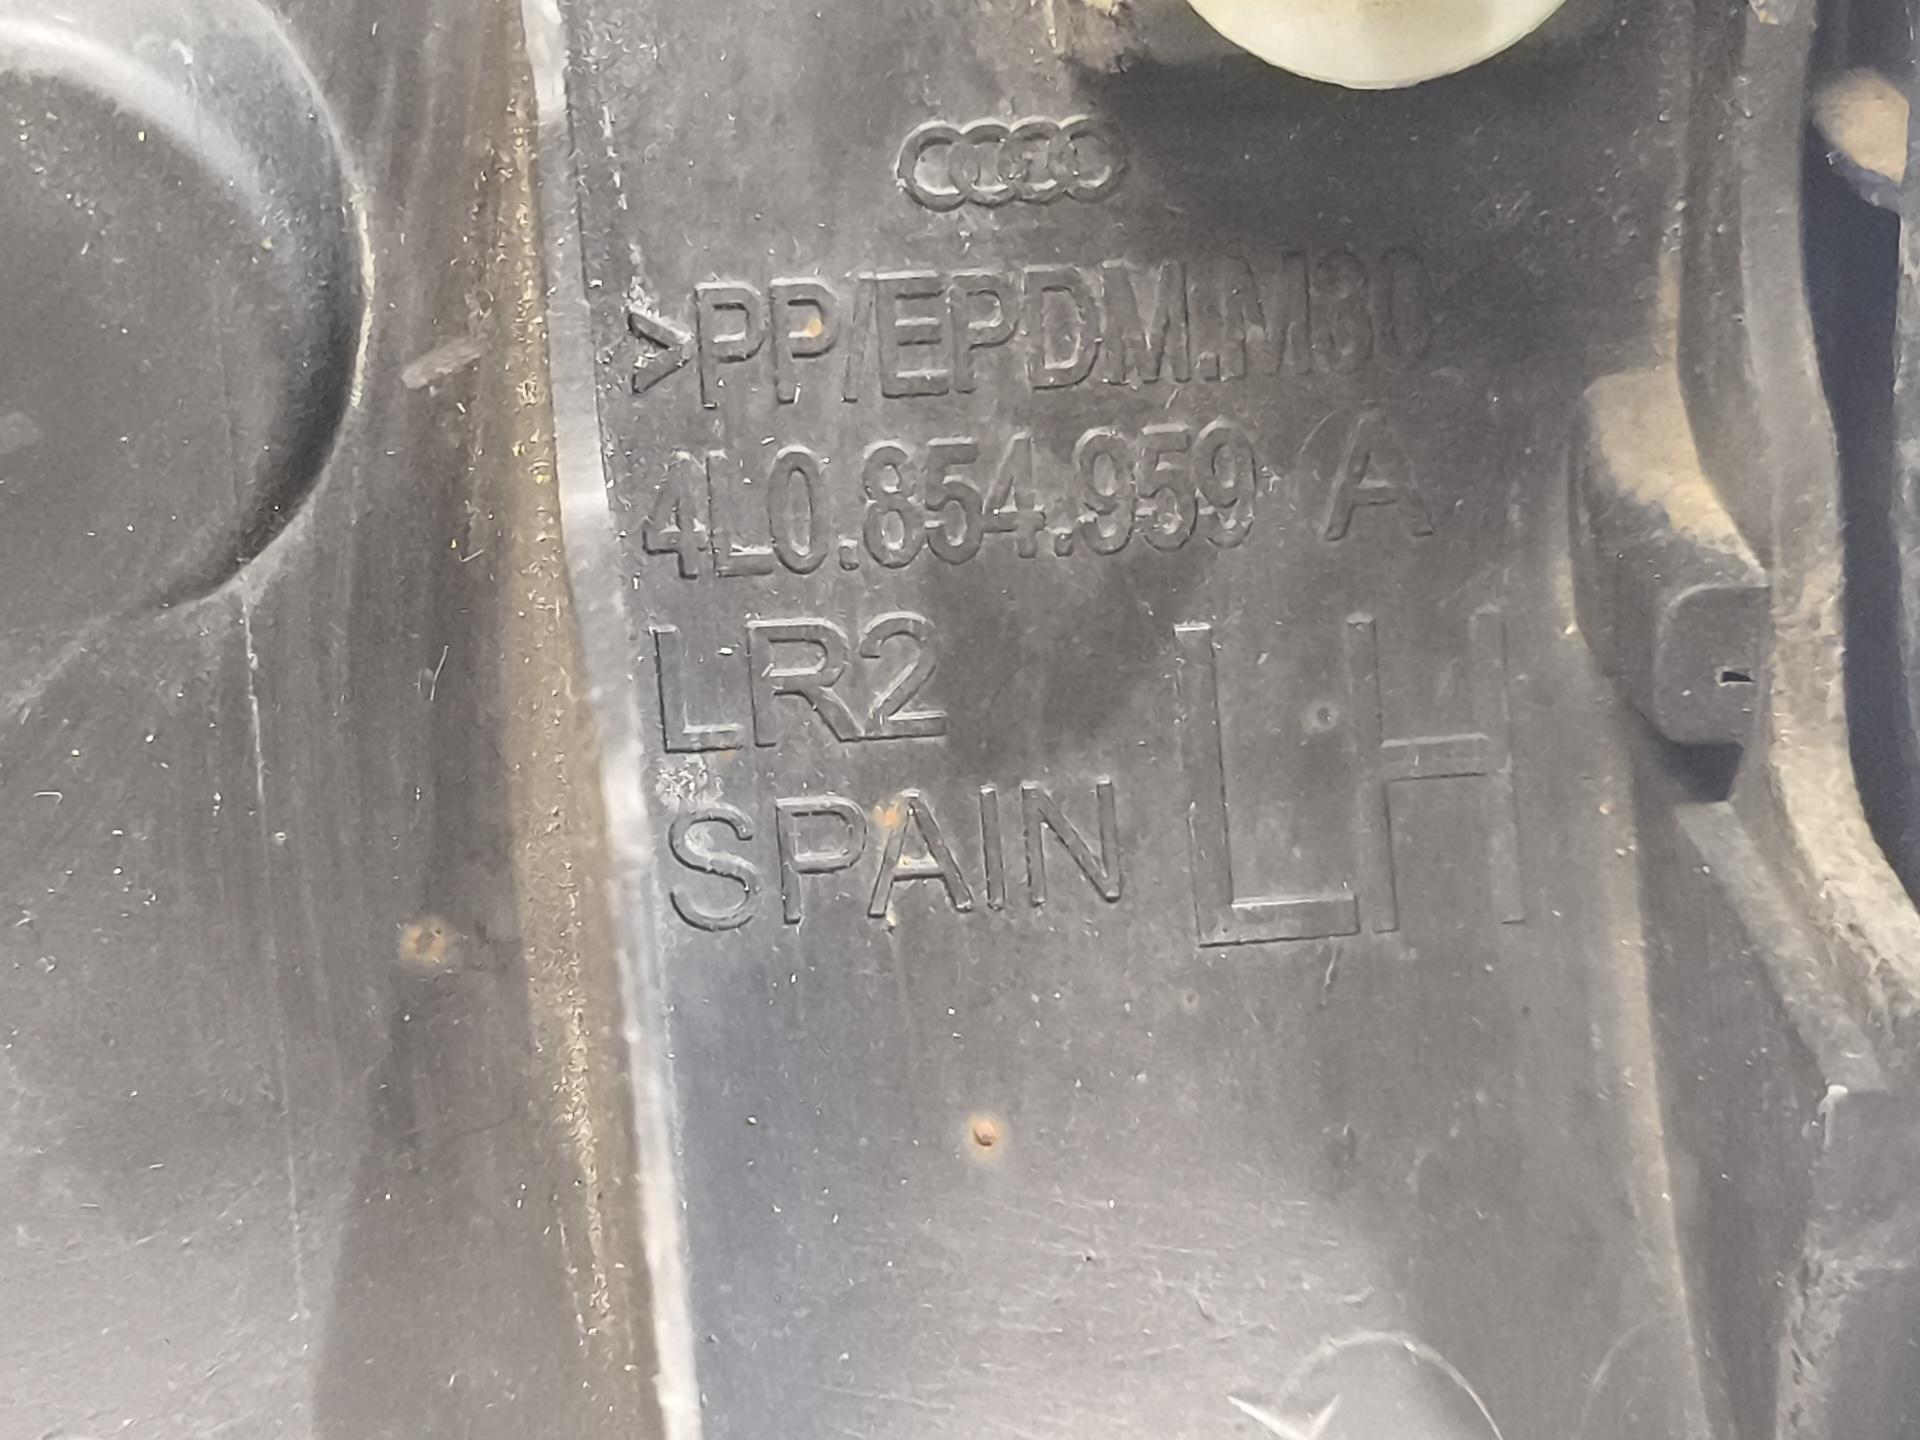 >PP/EPDM.M30
4L0.854.959 A
LR2
SPAIN
LH